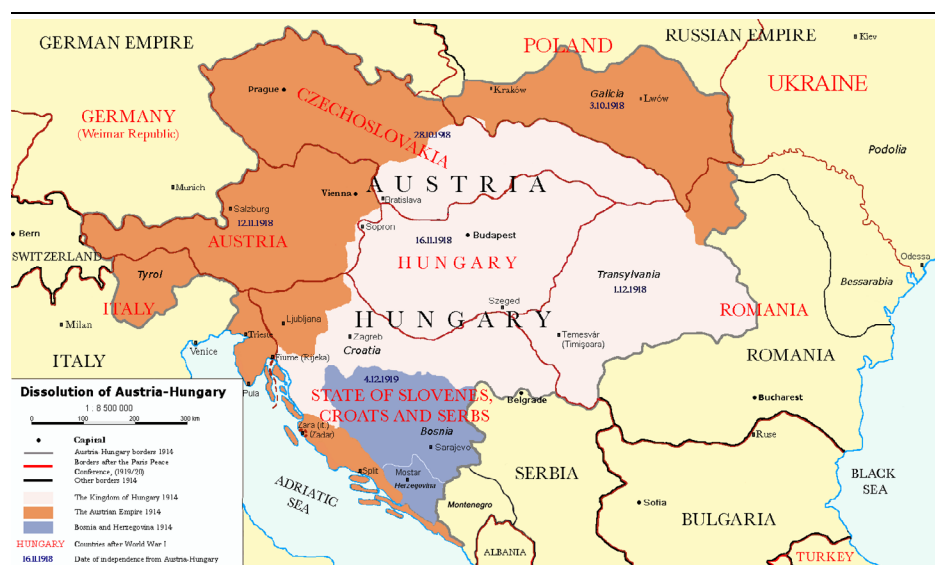 GERMAN EMPIRE
POLAND
RUSSIAN EMPIRE
Kiev
Prague
Kraków
Galicia
3.10.1918
Lwów
UKRAINE
CZECHOSLOVAKIA
28.10.1918
GERMANY
(Weimar Republic)
Podolia
Munich
Vienna
AUSTRIA
Bratislava
Salzburg
12.11.1918
AUSTRIA
Sopron
16.11.1918
Budapest
Bern
SWITZERLAND
HUNGARY
Tyrol
Transylvania
1.12.1918
Odessa
Bessarabia
ITALY
Szeged
ROMANIA
Milan
Ljubljana
HUNGARY
Trieste
Zagreb
Temesvár
(Timişoara)
Venice
Croatia
ITALY
Fiume (Rijeka)
ROMANIA
Pula
4.12.1919
STATE OF SLOVENES,
CROATS AND SERBS
Belgrade
Bucharest
Zara (it.)
(Zadar)
Bosnia
Sarajevo
Ruse
Split
Mostar
Herzegovina
SERBIA
BLACK
SEA
ADRIATIC
SEA
Montenegro
Sofia
BULGARIA
ALBANIA
TURKEY
Dissolution of Austria-Hungary
1 : 8 500 000
0 100 200 300 km
Capital
Austria-Hungary borders 1914
Borders after the Paris Peace
Conference, (1919/20)
Other borders 1914
The Kingdom of Hungary 1914
The Austrian Empire 1914
Bosnia and Herzegovina 1914
HUNGARY Countries after World War I
16.11.1918 Date of independence from Austria-Hungary